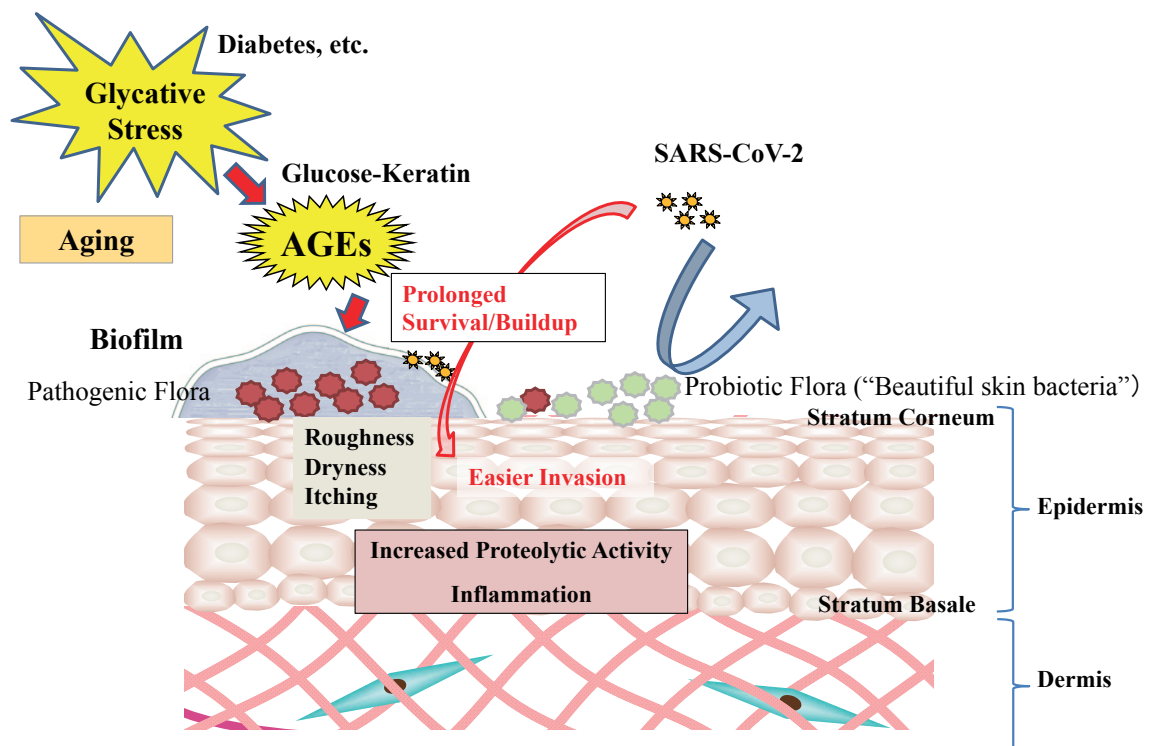 Diabetes, etc.
Glycative
Stress
SARS-CoV-2
Glucose-Keratin
Aging
AGEs
Prolonged
Survival/Buildup
Biofilm
Pathogenic Flora
Probiotic Flora (“Beautiful skin bacteria”)
Stratum Corneum
Roughness
Dryness
Itching
Easier Invasion
Epidermis
Increased Proteolytic Activity
Inflammation
Stratum Basale
Dermis